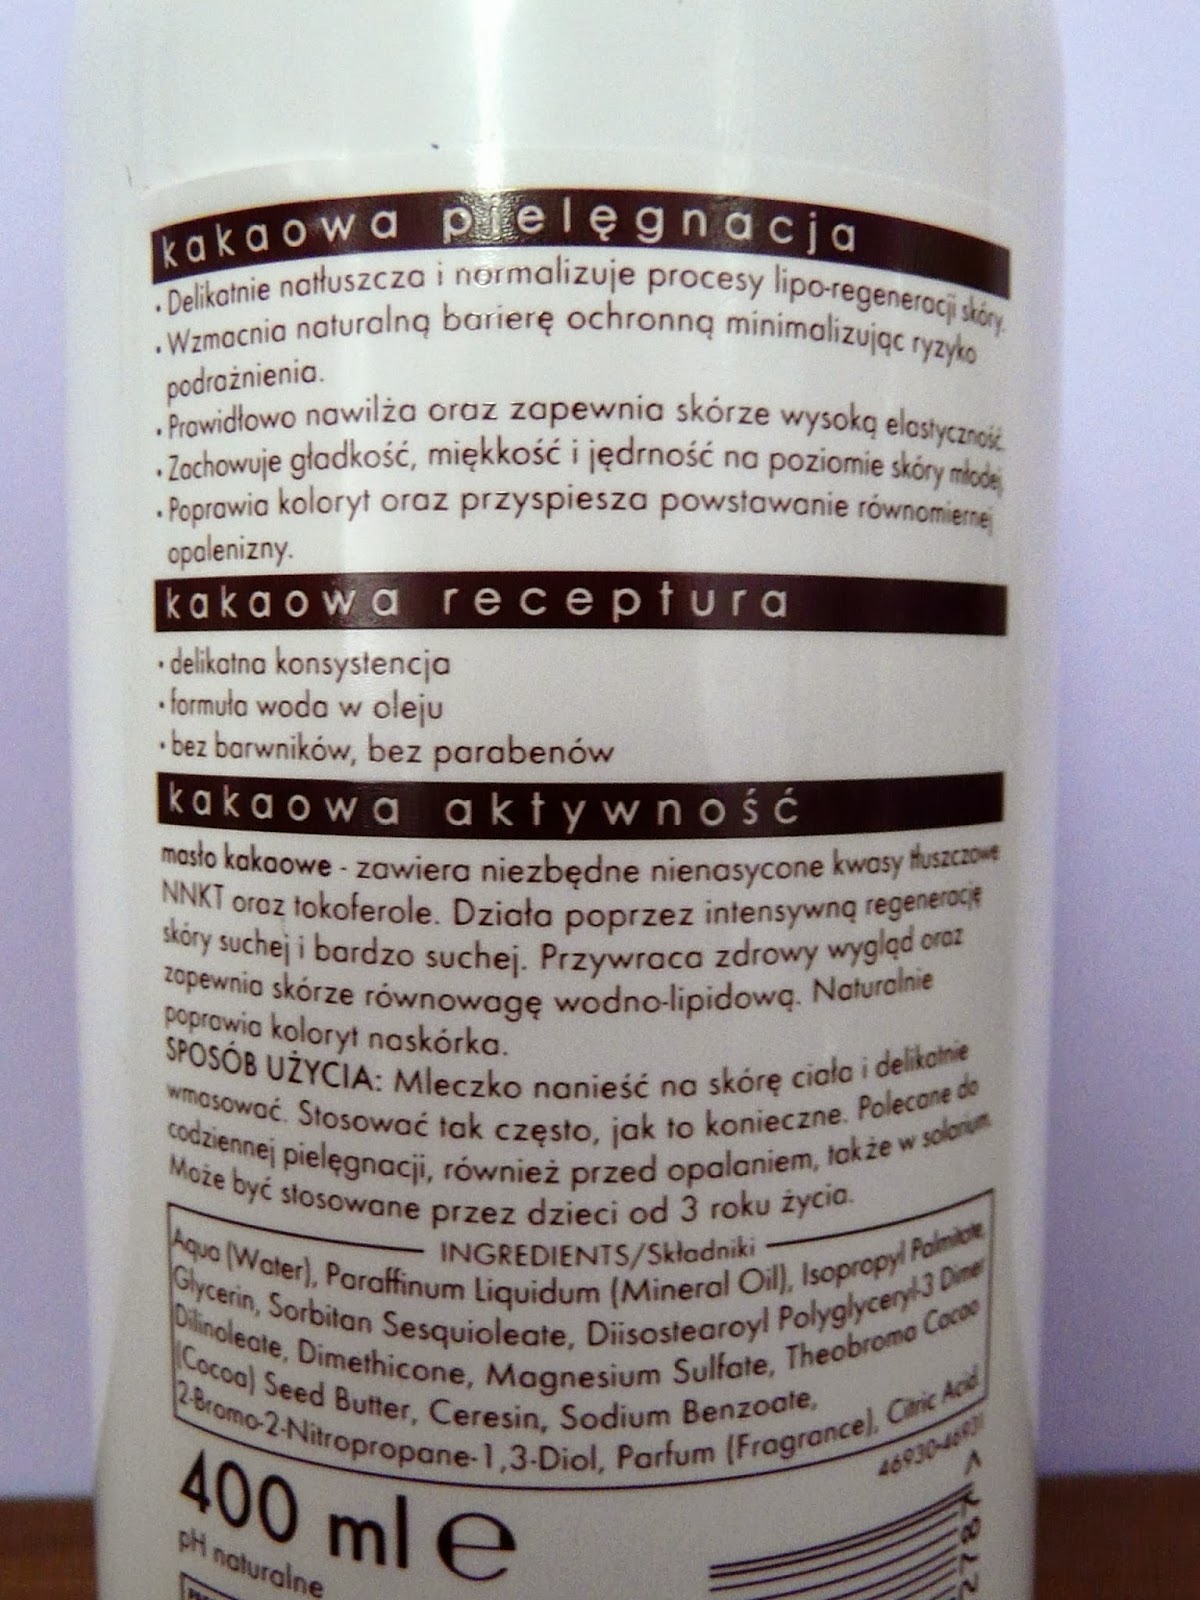 kakaowa pielęgnacja
• Delikatnie natłuszcza i normalizuje procesy lipo-regeneracji skóry.
• Wzmacnia naturalną barierę ochronną minimalizując ryzyko
podrażnienia.
• Prawidłowo nawilża oraz zapewnia skórze wysoką elastyczność.
• Zachowuje gładkość, miękkość i jędrność na poziomie skóry młodej.
• Poprawia koloryt oraz przyspiesza powstawanie równomiernej
opalenizny.
kakaowa receptura
• delikatna konsystencja
• formuła woda w oleju
• bez barwników, bez parabenów
kakaowa aktywność
masło kakaowe - zawiera niezbędne nienasycone kwasy tłuszczowe
NNKT oraz tokoferole. Działa poprzez intensywną regenerację
skóry suchej i bardzo suchej. Przywraca zdrowy wygląd oraz
zapewnia skórze równowagę wodno-lipidową. Naturalnie
poprawia koloryt naskórka.
SPOSÓB UŻYCIA: Mleczko nanieść na skórę ciała i delikatnie
wmasować. Stosować tak często, jak to konieczne. Polecane do
codziennej pielęgnacji, również przed opalaniem, także w solarium.
Może być stosowane przez dzieci od 3 roku życia.
INGREDIENTS/Składniki
Aqua (Water), Paraffinum Liquidum (Mineral Oil), Isopropyl Palmitate,
Glycerin, Sorbitan Sesquioleate, Diisostearoyl Polyglyceryl-3 Dimer
Dilinoleate, Dimethicone, Magnesium Sulfate, Theobroma Cacao
(Cocoa) Seed Butter, Ceresin, Sodium Benzoate,
2-Bromo-2-Nitropropane-1,3-Diol, Parfum (Fragrance), Citric Acid.
46930-46931
400 ml e
pH naturalne